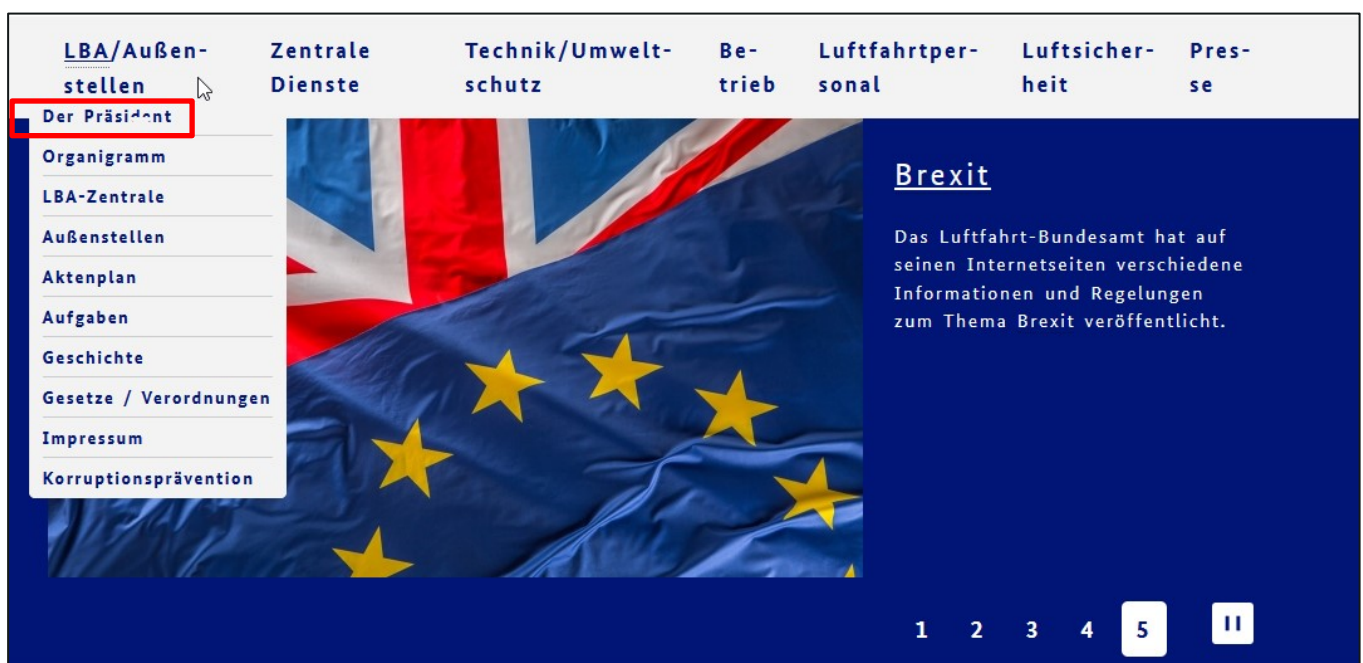 LBA/Außen-
stellen
Zentrale
Dienste
Technik/Umwelt-
schutz
Be-
trieb
Luftfahrtper-
sonal
Luftsicher-
heit
Pres-
se
Der Präsident
Organigramm
LBA-Zentrale
Außenstellen
Aktenplan
Aufgaben
Geschichte
Gesetze / Verordnungen
Impressum
Korruptionsprävention
Brexit
Das Luftfahrt-Bundesamt hat auf
seinen Internetseiten verschiedene
Informationen und Regelungen
zum Thema Brexit veröffentlicht.
1 2 3 4 5